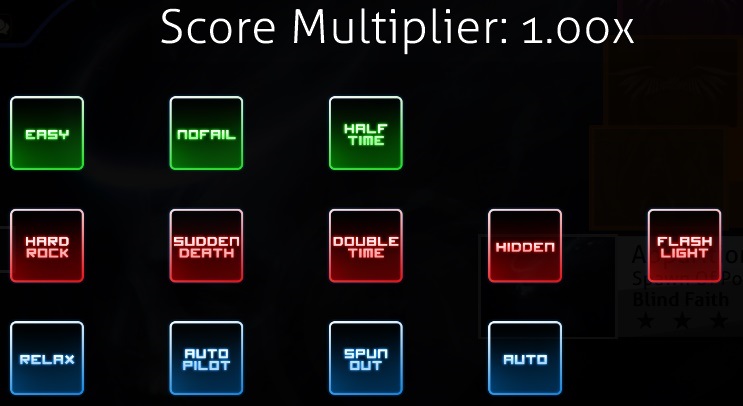 Score Multiplier: 1.00x
EASY
NOFAIL
HALF
TIME
HARD
ROCK
SUDDEN
DEATH
DOUBLE
TIME
HIDDEN
FLASH
LIGHT
RELAX
AUTO
PILOT
SPUN
OUT
AUTO
Blind Faith